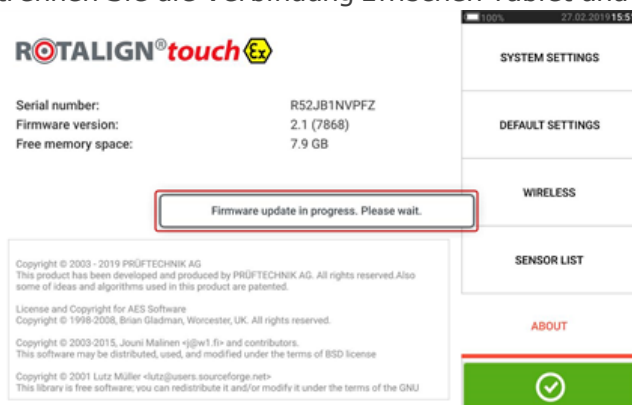 trennen Sie die Verbindung zwischen Tablet und
100% 27.02.2019 15:5
ROTALIGN® touch Ex
Serial number: R52JB1NVPFZ
Firmware version: 2.1 (7868)
Free memory space: 7.9 GB
Firmware update in progress. Please wait.
Copyright © 2003 - 2019 PRÜFTECHNIK AG
This product has been developed and produced by PRÜFTECHNIK AG. All rights reserved.Also
some of ideas and algorithms used in this product are patented.
License and Copyright for AES Software
Copyright © 1998-2008, Brian Gladman, Worcester, UK. All rights reserved.
Copyright © 2003-2015, Jouni Malinen <j@w1.fi> and contributors.
This software may be distributed, used, and modified under the terms of BSD license
Copyright © 2001 Lutz Müller <lutz@users.sourceforge.net>
This library is free software; you can redistribute it and/or modify it under the terms of the GNU
SYSTEM SETTINGS
DEFAULT SETTINGS
WIRELESS
SENSOR LIST
ABOUT